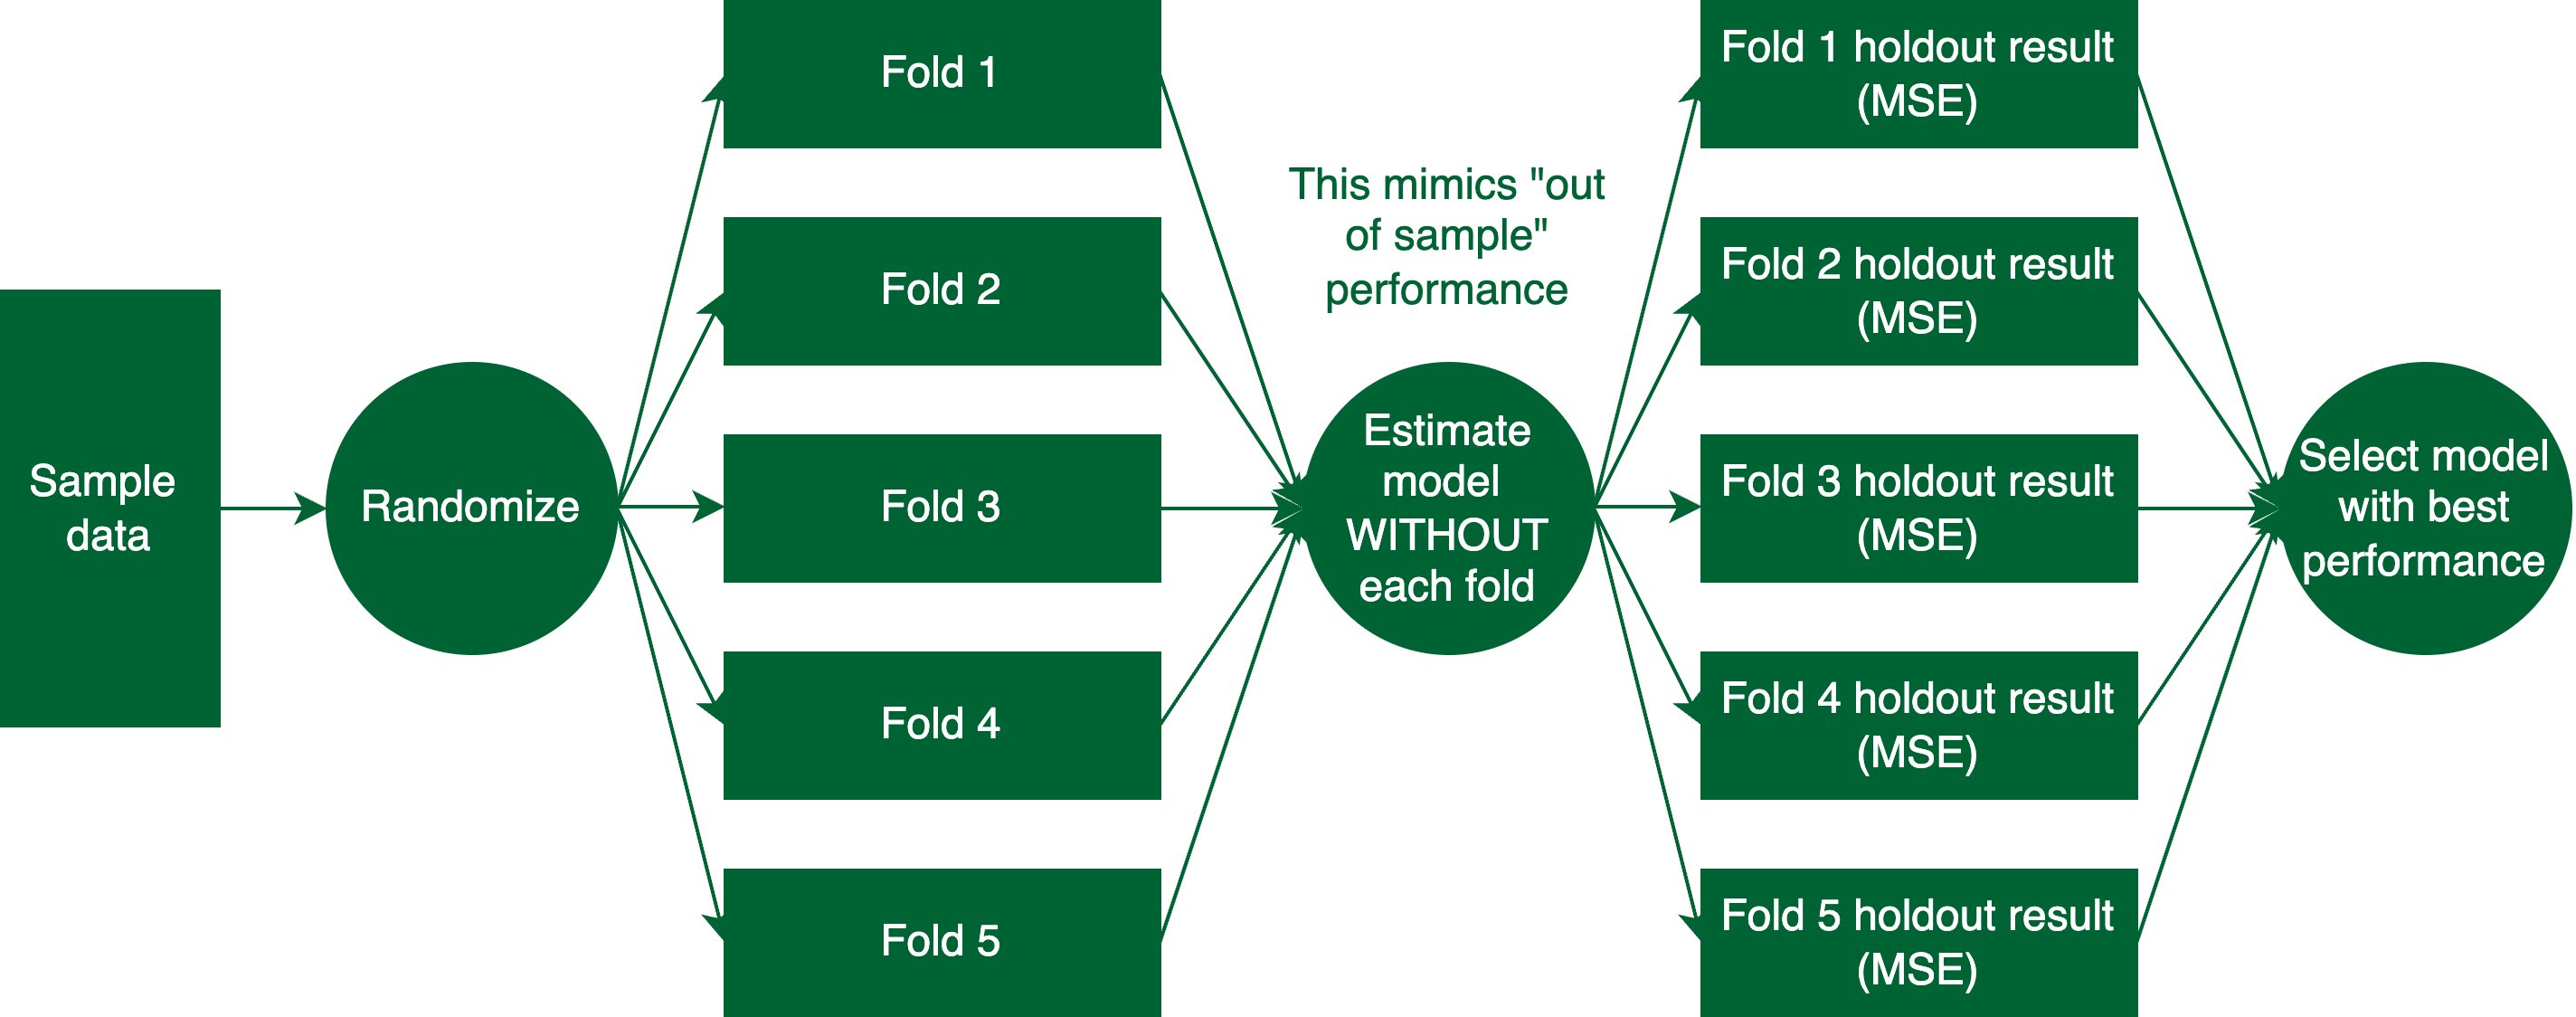 Sample
data
Randomize
Fold 1
Fold 2
Fold 3
Fold 4
Fold 5
This mimics "out
of sample"
performance
Estimate
model
WITHOUT
each fold
Fold 1 holdout result
(MSE)
Fold 2 holdout result
(MSE)
Fold 3 holdout result
(MSE)
Fold 4 holdout result
(MSE)
Fold 5 holdout result
(MSE)
Select model
with best
performance